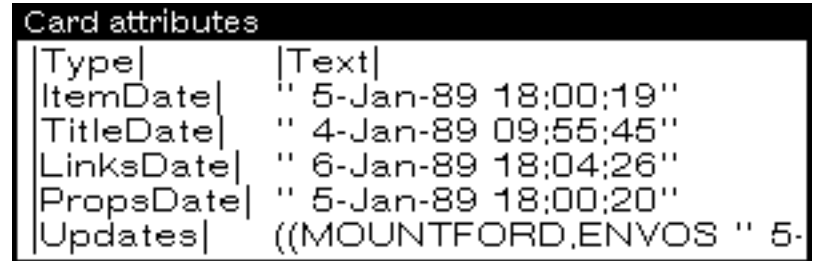 Card attributes
|Type| |Text|
|ItemDate| " 5-Jan-89 18:00:19"
|TitleDate| " 4-Jan-89 09:55:45"
|LinksDate| " 6-Jan-89 18:04:26"
|PropsDate| " 5-Jan-89 18:00:20"
|Updates| ((MOUNTFORD.ENVOS " 5-